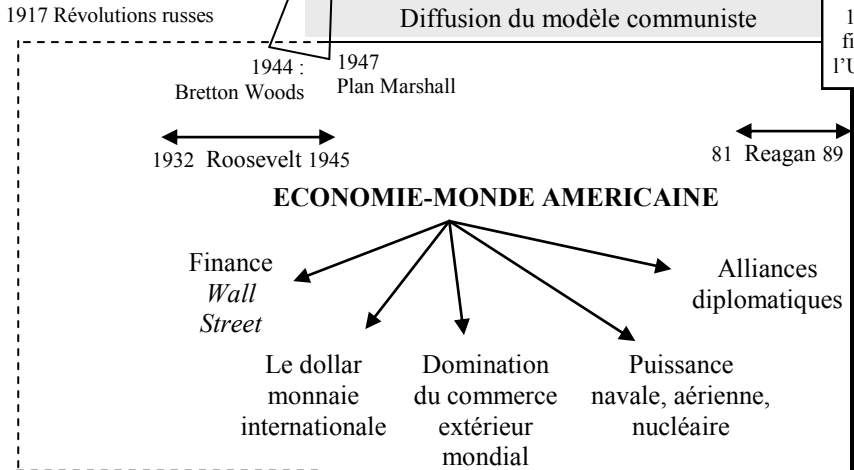 1917 Révolutions russes
Diffusion du modèle communiste
1944 :
Bretton Woods
1947
Plan Marshall
1932 Roosevelt 1945
81 Reagan 89
ECONOMIE-MONDE AMERICAINE
Finance
Wall
Street
Alliances
diplomatiques
Le dollar
monnaie
internationale
Domination
du commerce
extérieur
mondial
Puissance
navale, aérienne,
nucléaire